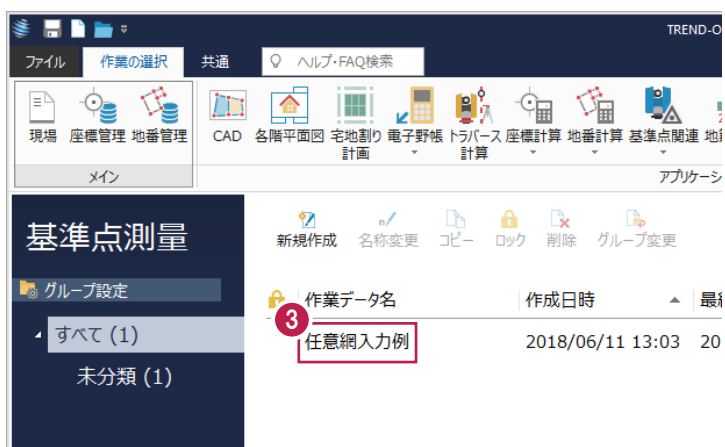 TREND-O
ファイル 作業の選択 共通 ヘルプ・FAQ検索
現場 座標管理 地番管理 CAD 各階平面図 宅地割り計画 電子野帳 トラバース計算 座標計算 地番計算 基準点関連
メイン アプリケーシ
基準点測量
新規作成 名称変更 コピー ロック 削除 グループ変更
グループ設定
作業データ名 作成日時 最終
3
すべて (1)
任意網入力例 2018/06/11 13:03 20
未分類 (1)